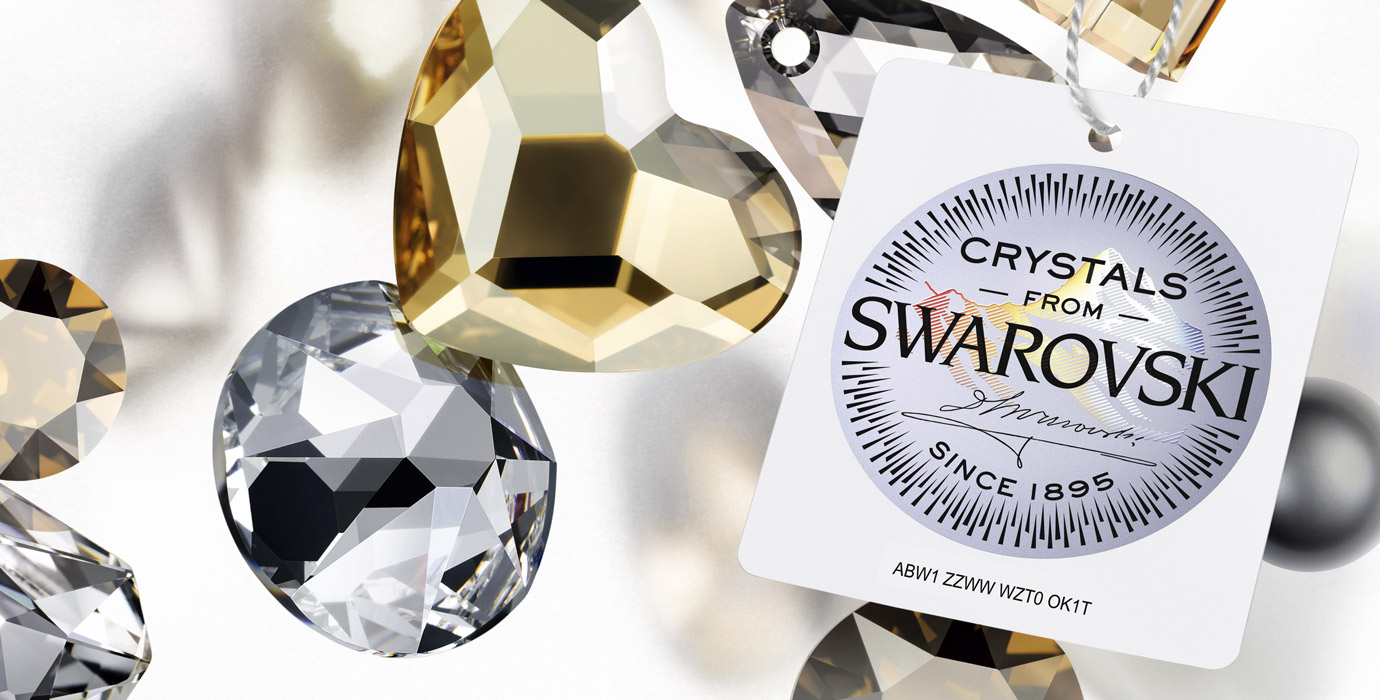 CRYSTALS
— FROM —
SWAROVSKI
SINCE 1895
ABW1 ZZWW WZT0 OK1T